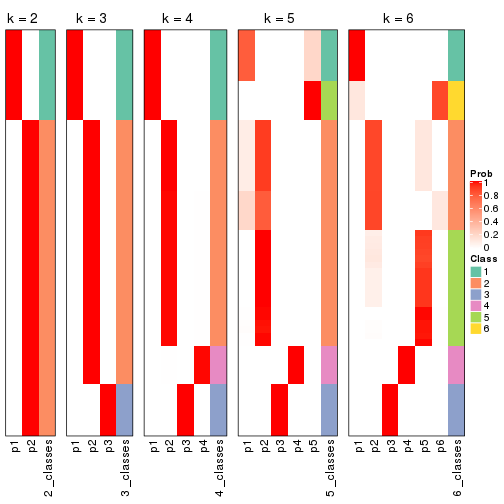 k = 2
k = 3
k = 4
k = 5
k = 6
p1
p2
2_classes
p1
p2
p3
3_classes
p1
p2
p3
p4
4_classes
p1
p2
p3
p4
p5
5_classes
p1
p2
p3
p4
p5
p6
6_classes
Prob
1
0.8
0.6
0.4
0.2
0
Class
1
2
3
4
5
6